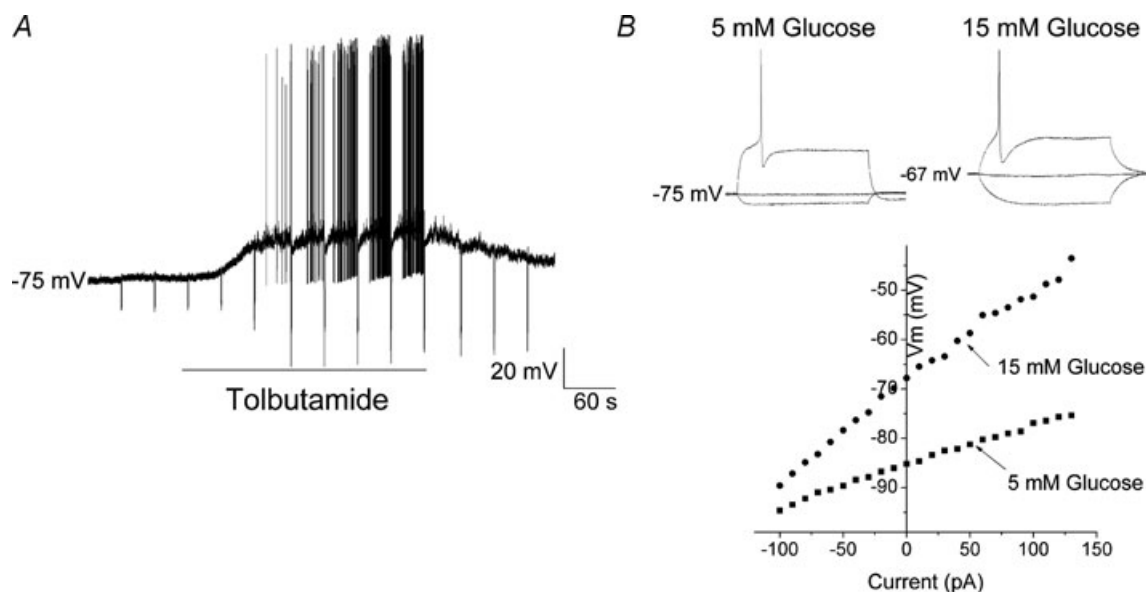 A
-75 mV
20 mV
60 s
Tolbutamide
B
5 mM Glucose
15 mM Glucose
-75 mV
-67 mV
Vm (mV)
-50
-60
-70
-80
-90
15 mM Glucose
5 mM Glucose
-100 -50 0 50 100 150
Current (pA)